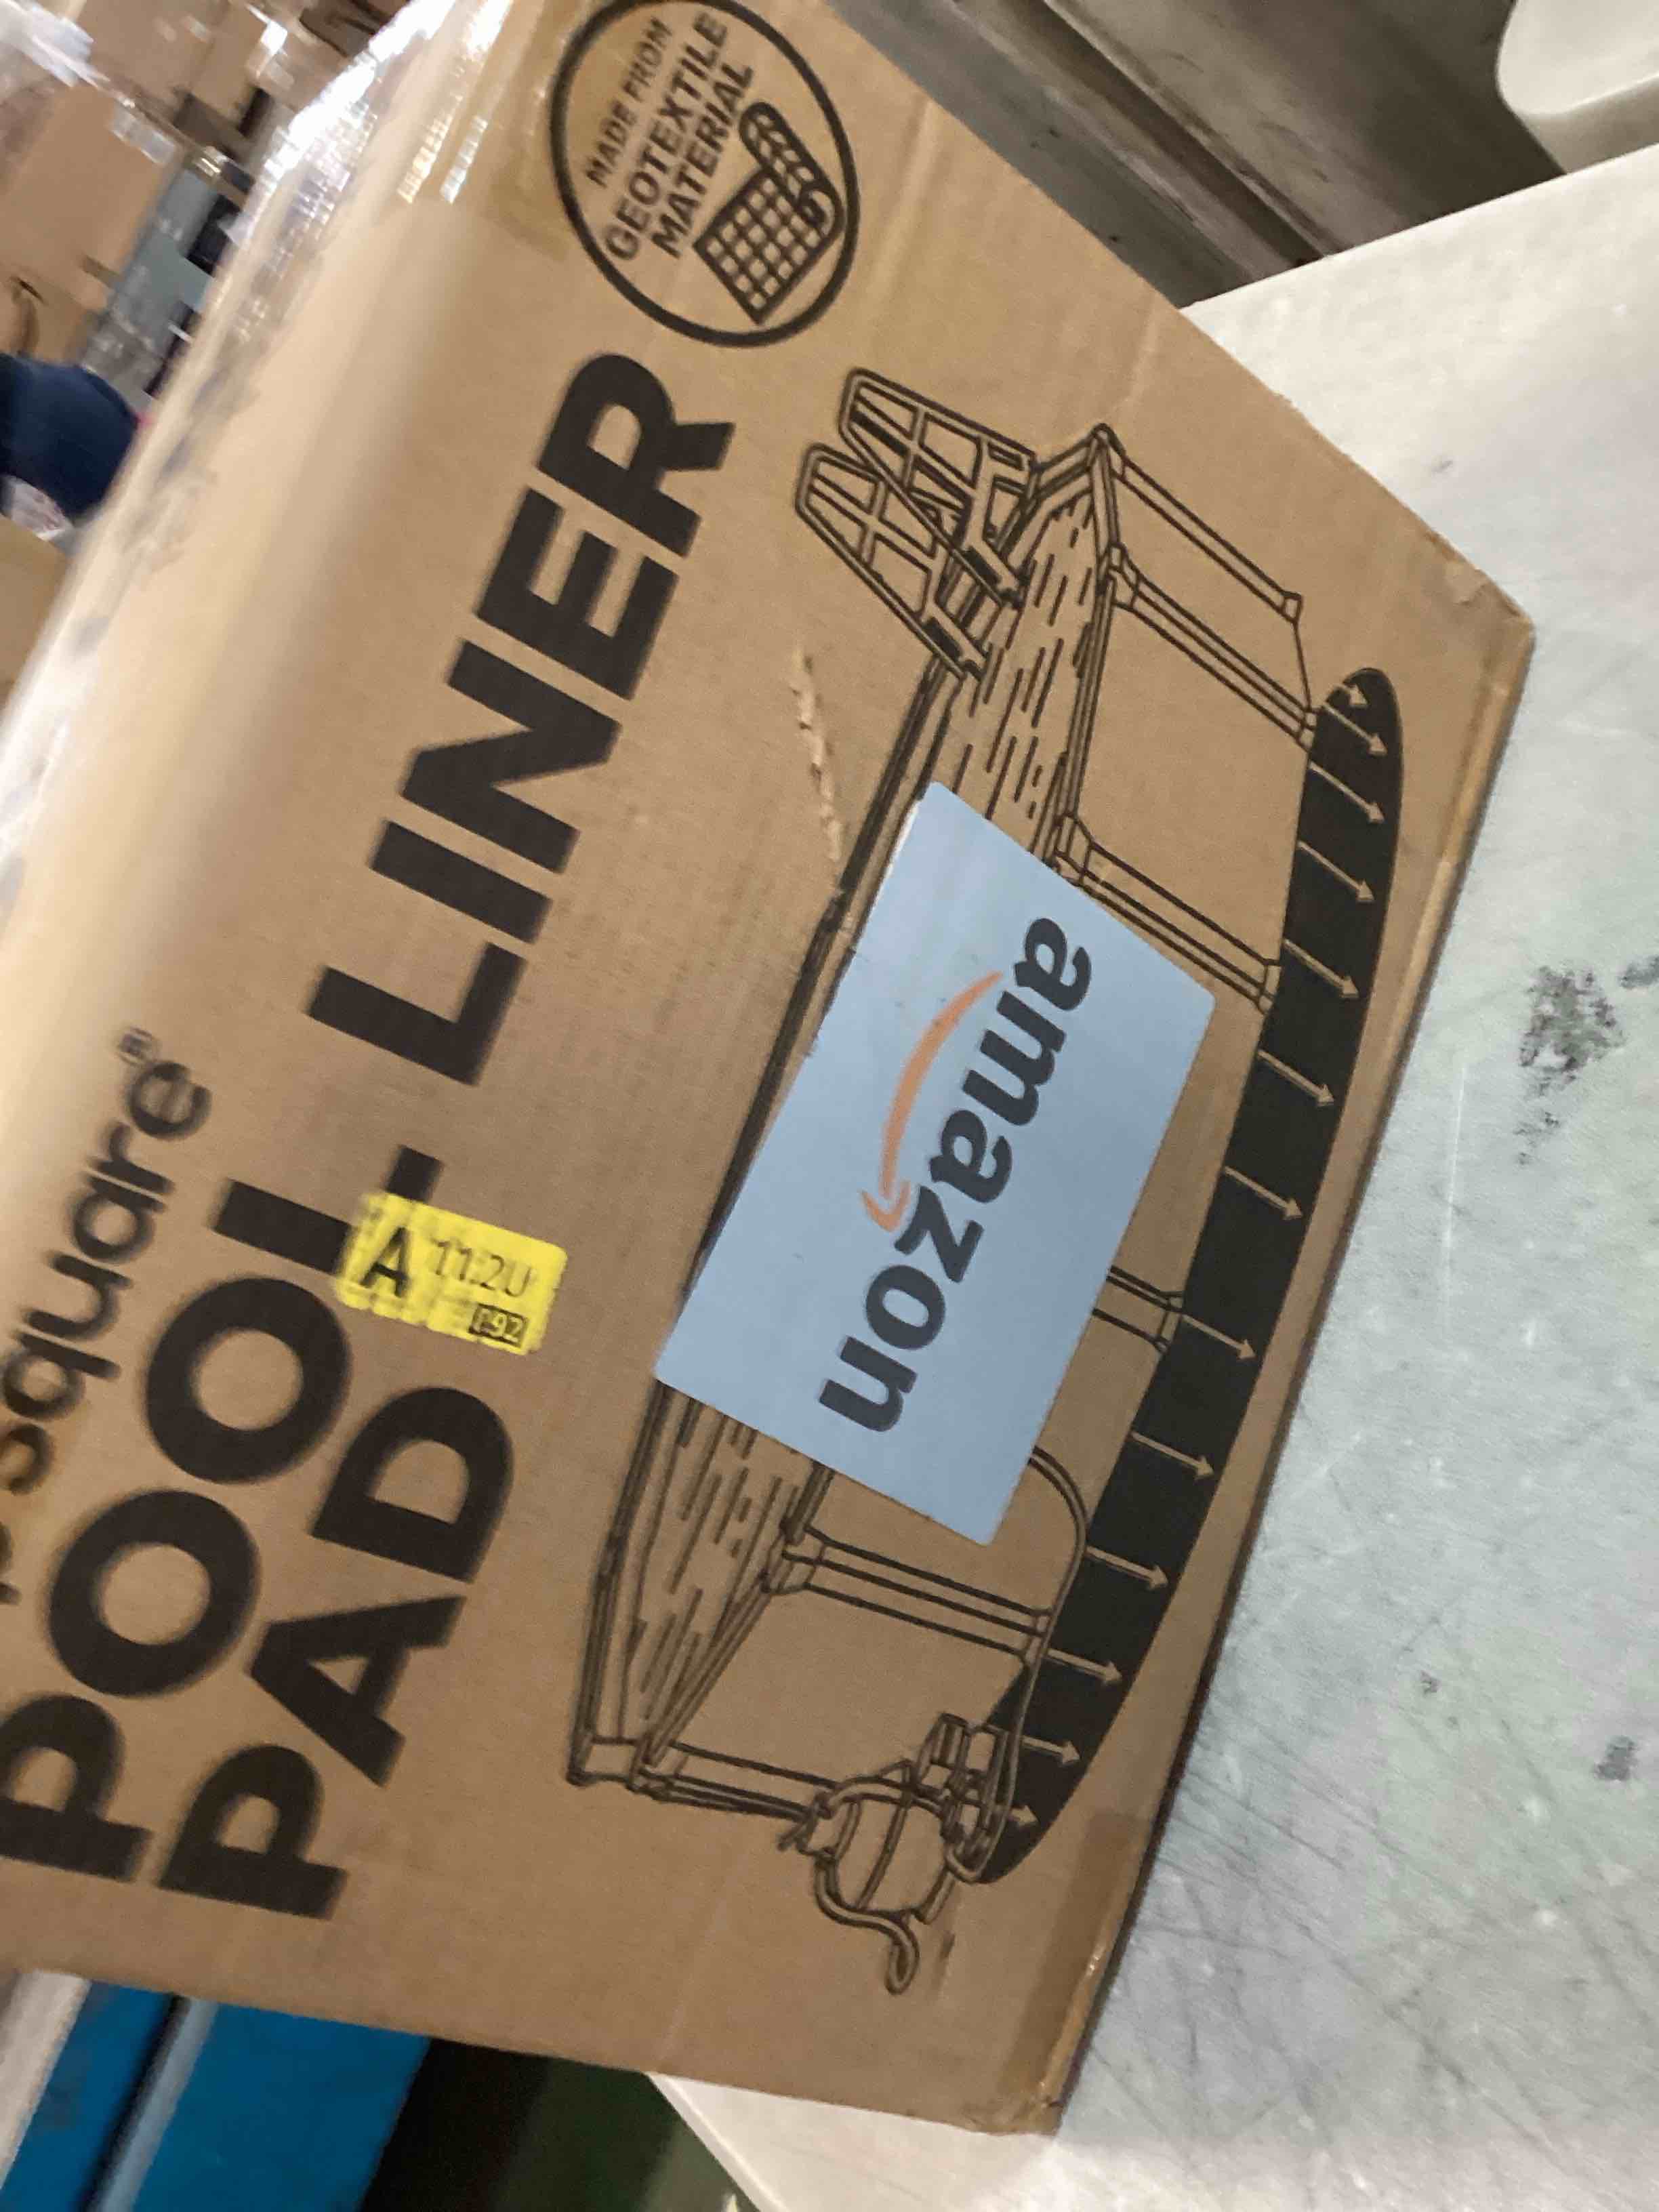 square®
POOL LINER
PAD
MADE FROM
GEOTEXTILE
MATERIAL
A 11.2U
amazon